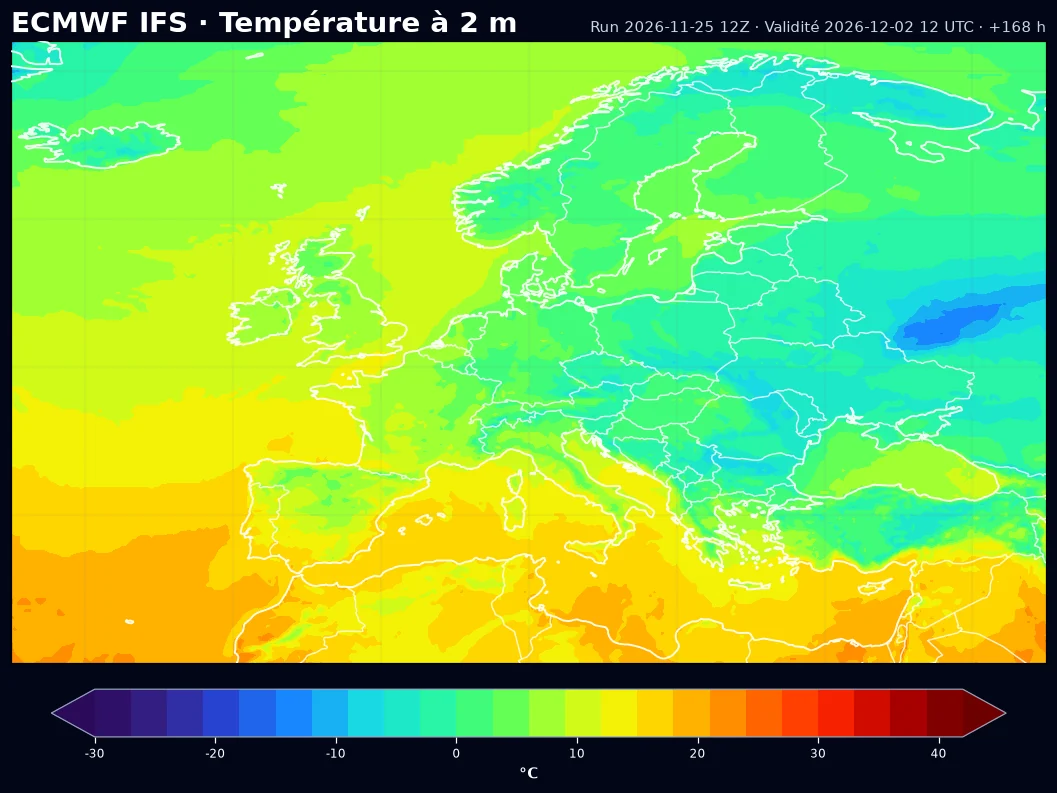 ECMWF IFS · Température à 2 m
Run 2026-11-25 12Z · Validité 2026-12-02 12 UTC · +168 h
-30 -20 -10 0 10 20 30 40
°C